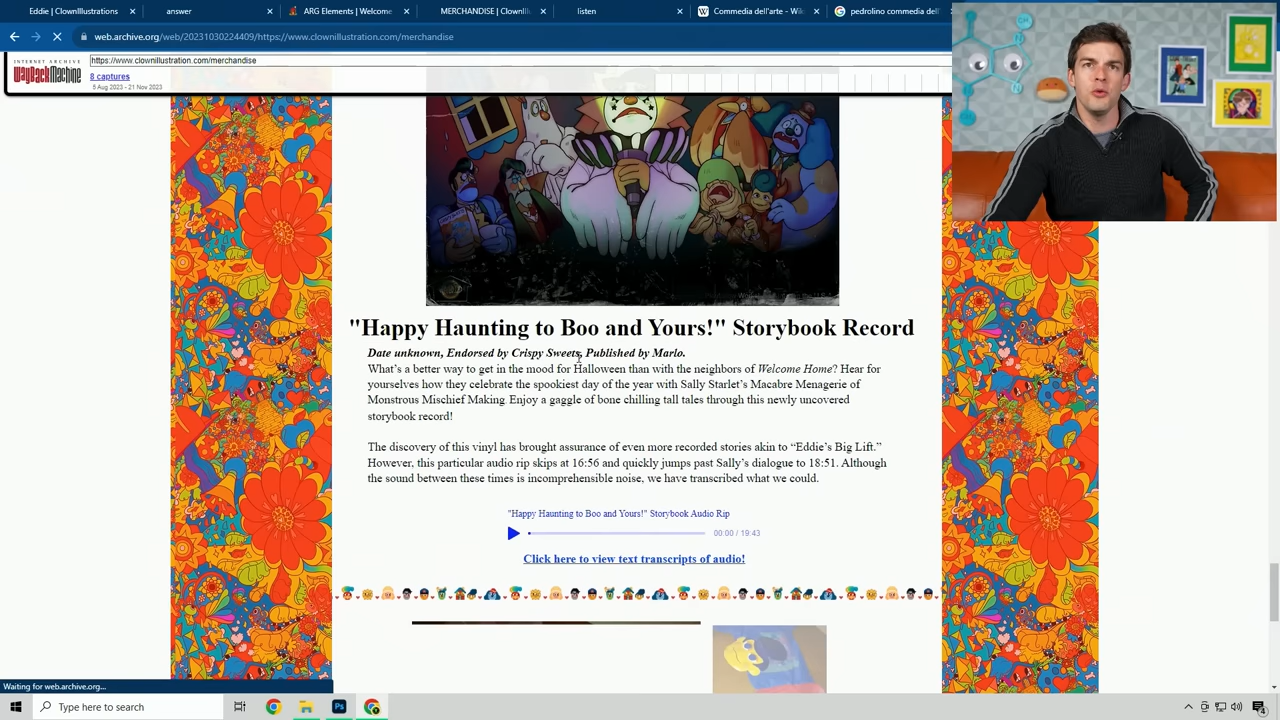 Eddie | ClownIllustrations
answer
ARG Elements | Welcome
MERCHANDISE | Clownill
listen
Commedia dell'arte - Wiki
pedrolino commedia dell'
web.archive.org/web/20231030224409/https://www.clownillustration.com/merchandise
INTERNET ARCHIVE
WayBackMachine
https://www.clownillustration.com/merchandise
8 captures
5 Aug 2023 - 21 Nov 2023
"Happy Haunting to Boo and Yours!" Storybook Record
Date unknown, Endorsed by Crispy Sweets, Published by Marlo.
What's a better way to get in the mood for Halloween than with the neighbors of Welcome Home? Hear for
yourselves how they celebrate the spookiest day of the year with Sally Starlet's Macabre Menagerie of
Monstrous Mischief Making. Enjoy a gaggle of bone chilling tall tales through this newly uncovered
storybook record!
The discovery of this vinyl has brought assurance of even more recorded stories akin to “Eddie's Big Lift.”
However, this particular audio rip skips at 16:56 and quickly jumps past Sally's dialogue to 18:51. Although
the sound between these times is incomprehensible noise, we have transcribed what we could.
"Happy Haunting to Boo and Yours!" Storybook Audio Rip
00:00 / 19:43
Click here to view text transcripts of audio!
Waiting for web.archive.org...
Type here to search